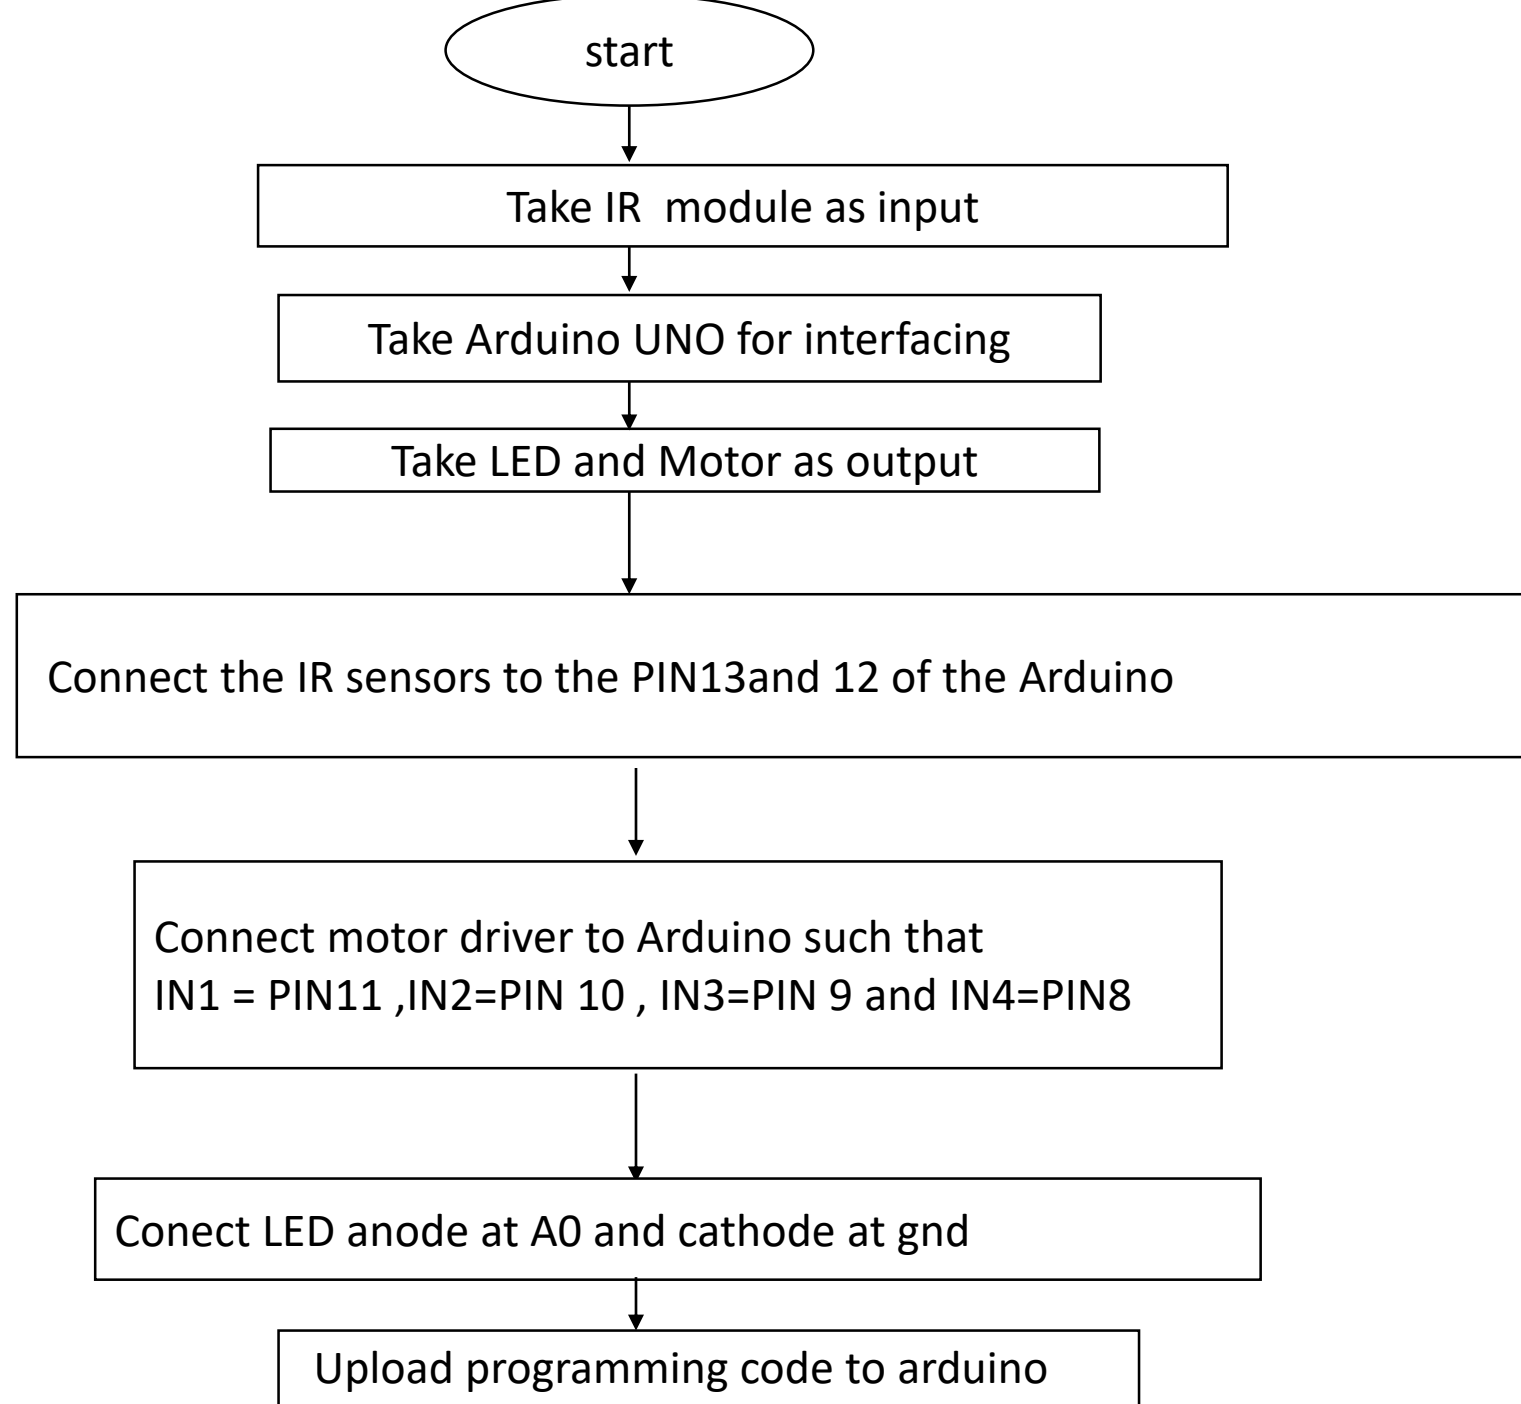 start
Take IR  module as input
Take Arduino UNO for interfacing
Take LED and Motor as output
Connect the IR sensors to the PIN13and 12 of the Arduino
Connect motor driver to Arduino such that
IN1 = PIN11 ,IN2=PIN 10 , IN3=PIN 9 and IN4=PIN8
Conect LED anode at A0 and cathode at gnd
Upload programming code to arduino